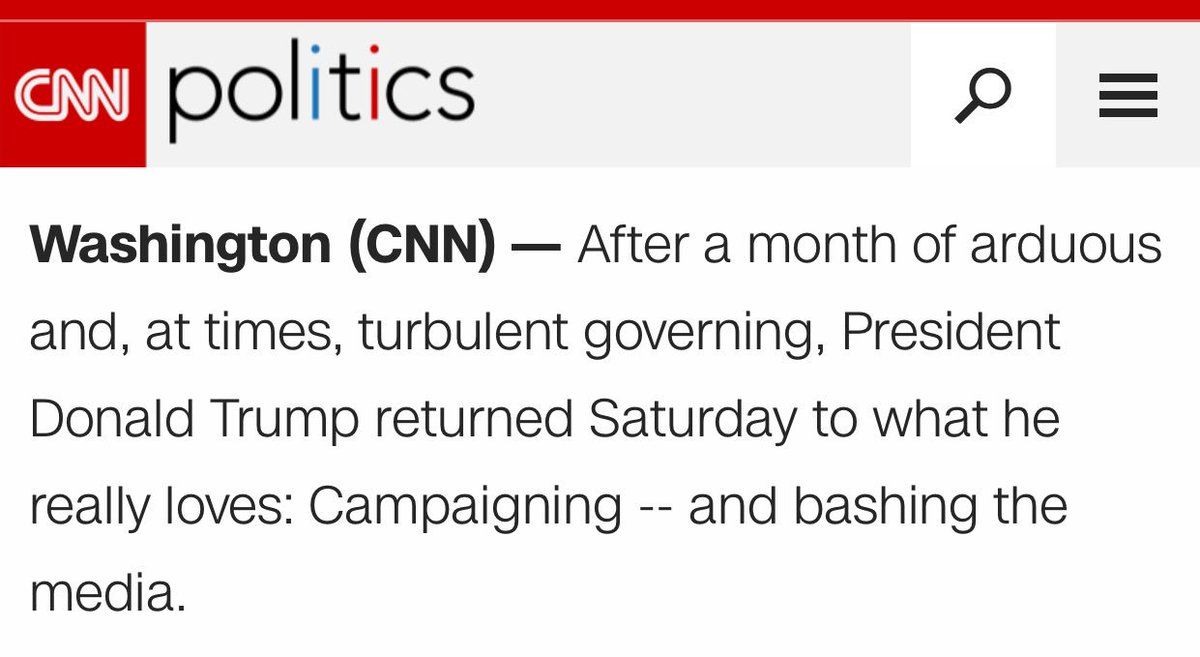 CNN politics
Washington (CNN) — After a month of arduous
and, at times, turbulent governing, President
Donald Trump returned Saturday to what he
really loves: Campaigning -- and bashing the
media.